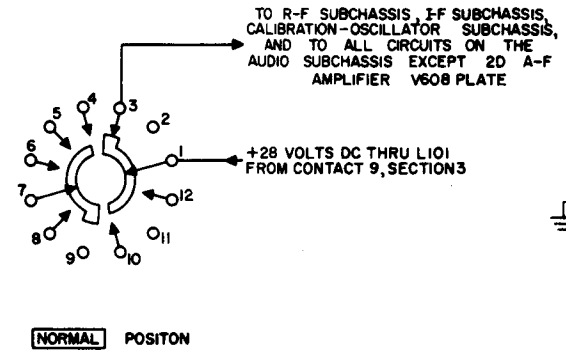 TO R-F SUBCHASSIS, I-F SUBCHASSIS,
CALIBRATION-OSCILLATOR SUBCHASSIS,
AND TO ALL CIRCUITS ON THE
AUDIO SUBCHASSIS EXCEPT 2D A-F
AMPLIFIER V608 PLATE
4
3
5
2
6
1
+28 VOLTS DC THRU L101
FROM CONTACT 9, SECTION 3
7
12
8
11
9
10
NORMAL POSITON